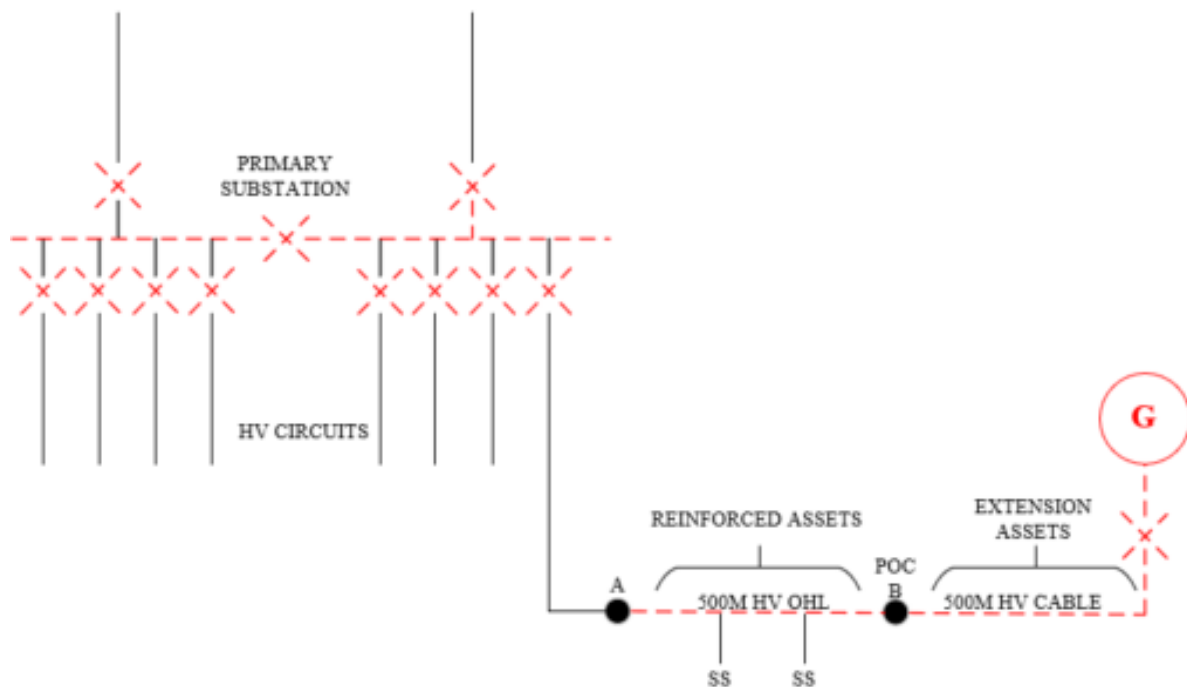 PRIMARY
SUBSTATION
HV CIRCUITS
G
REINFORCED ASSETS
EXTENSION
ASSETS
A
500M HV OHL
POC
B
500M HV CABLE
SS
SS